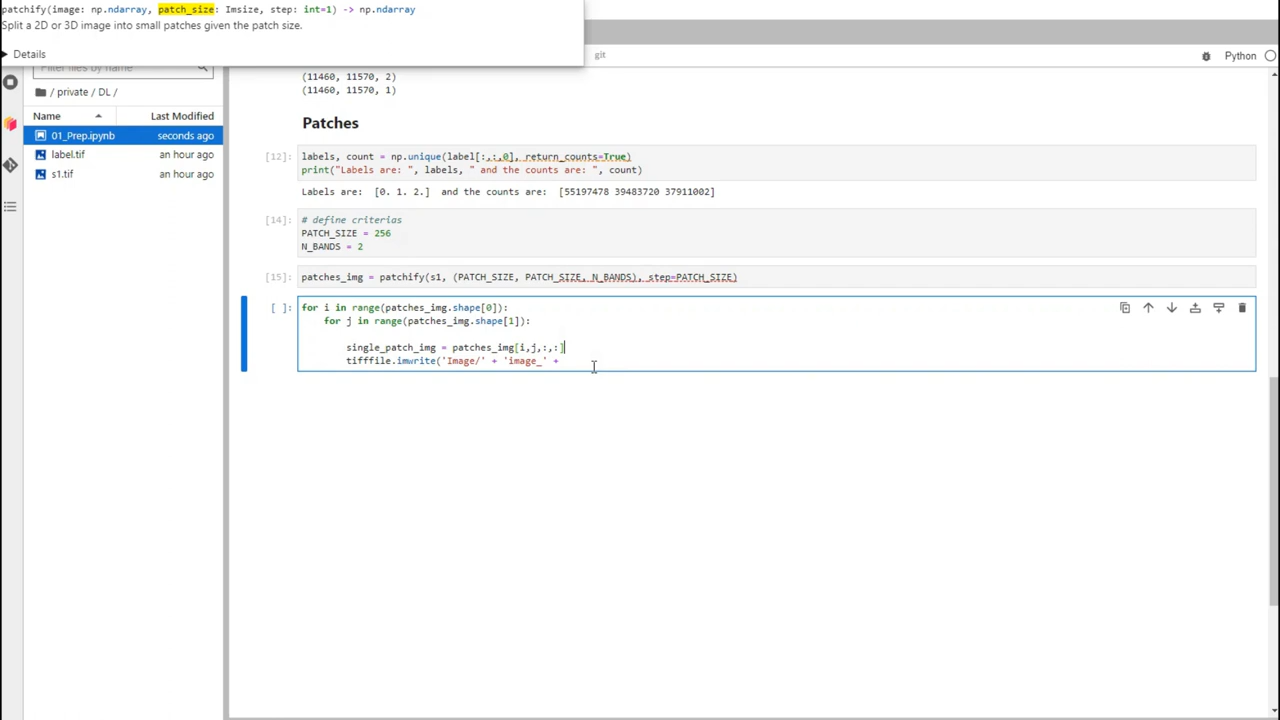 patchify(image: np.ndarray, patch_size: Imsize, step: int=1) -> np.ndarray
Split a 2D or 3D image into small patches given the patch size.
Details
git
Python
Filter files by name
/ private / DL /
Name Last Modified
01_Prep.ipynb seconds ago
label.tif an hour ago
s1.tif an hour ago
(11460, 11570, 2)
(11460, 11570, 1)
Patches
[12]: labels, count = np.unique(label[:,:,0], return_counts=True)
print("Labels are: ", labels, " and the counts are: ", count)
Labels are:  [0. 1. 2.]  and the counts are:  [55197478 39483720 37911002]
[14]: # define criterias
PATCH_SIZE = 256
N_BANDS = 2
[15]: patches_img = patchify(s1, (PATCH_SIZE, PATCH_SIZE, N_BANDS), step=PATCH_SIZE)
[ ]: for i in range(patches_img.shape[0]):
for j in range(patches_img.shape[1]):
single_patch_img = patches_img[i,j,:,:]
tifffile.imwrite('Image/' + 'image_' +